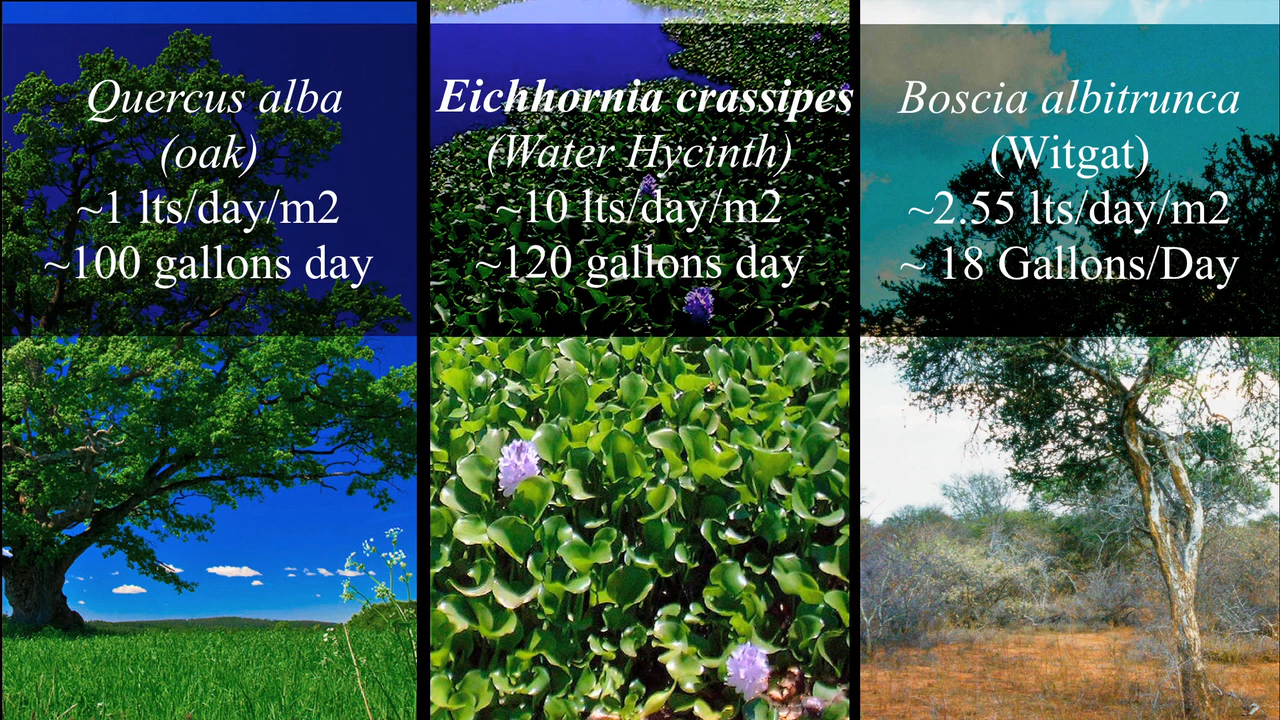 Quercus alba
(oak)
~1 lts/day/m2
~100 gallons day
Eichhornia crassipes
(Water Hycinth)
~10 lts/day/m2
~120 gallons day
Boscia albitrunca
(Witgat)
~2.55 lts/day/m2
~ 18 Gallons/Day